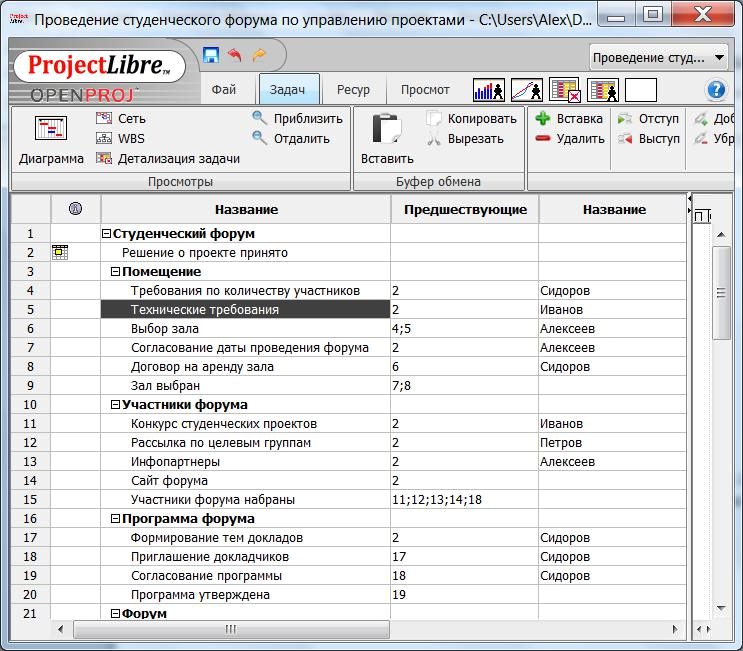 Проведение студенческого форума по управлению проектами - C:\Users\Alex\D...
ProjectLibre™
OPENPROJ
Проведение студ...
Фай Задач Ресур Просмот
Диаграмма
Сеть
WBS
Детализация задачи
Приблизить
Отдалить
Просмотры
Вставить
Копировать
Вырезать
Буфер обмена
Вставка
Удалить
Отступ
Выступ
Доб
Убр
Название Предшествующие Название
1 Студенческий форум
2 Решение о проекте принято
3 Помещение
4 Требования по количеству участников 2 Сидоров
5 Технические требования 2 Иванов
6 Выбор зала 4;5 Алексеев
7 Согласование даты проведения форума 2 Алексеев
8 Договор на аренду зала 6 Сидоров
9 Зал выбран 7;8
10 Участники форума
11 Конкурс студенческих проектов 2 Иванов
12 Рассылка по целевым группам 2 Петров
13 Инфопартнеры 2 Алексеев
14 Сайт форума 2
15 Участники форума набраны 11;12;13;14;18
16 Программа форума
17 Формирование тем докладов 2 Сидоров
18 Приглашение докладчиков 17 Сидоров
19 Согласование программы 18 Сидоров
20 Программа утверждена 19
21 Форум